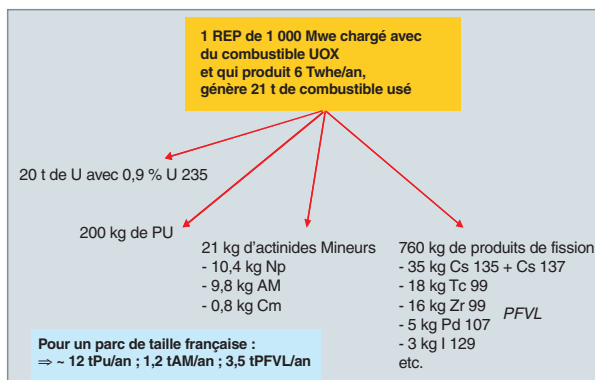 1 REP de 1 000 Mwe chargé avec
du combustible UOX
et qui produit 6 Twhe/an,
génère 21 t de combustible usé
20 t de U avec 0,9 % U 235
200 kg de PU
21 kg d'actinides Mineurs
- 10,4 kg Np
- 9,8 kg AM
- 0,8 kg Cm
760 kg de produits de fission
- 35 kg Cs 135 + Cs 137
- 18 kg Tc 99
- 16 kg Zr 99
- 5 kg Pd 107
- 3 kg I 129
etc.
PFVL
Pour un parc de taille française :
⇒ ~ 12 tPu/an ; 1,2 tAM/an ; 3,5 tPFVL/an